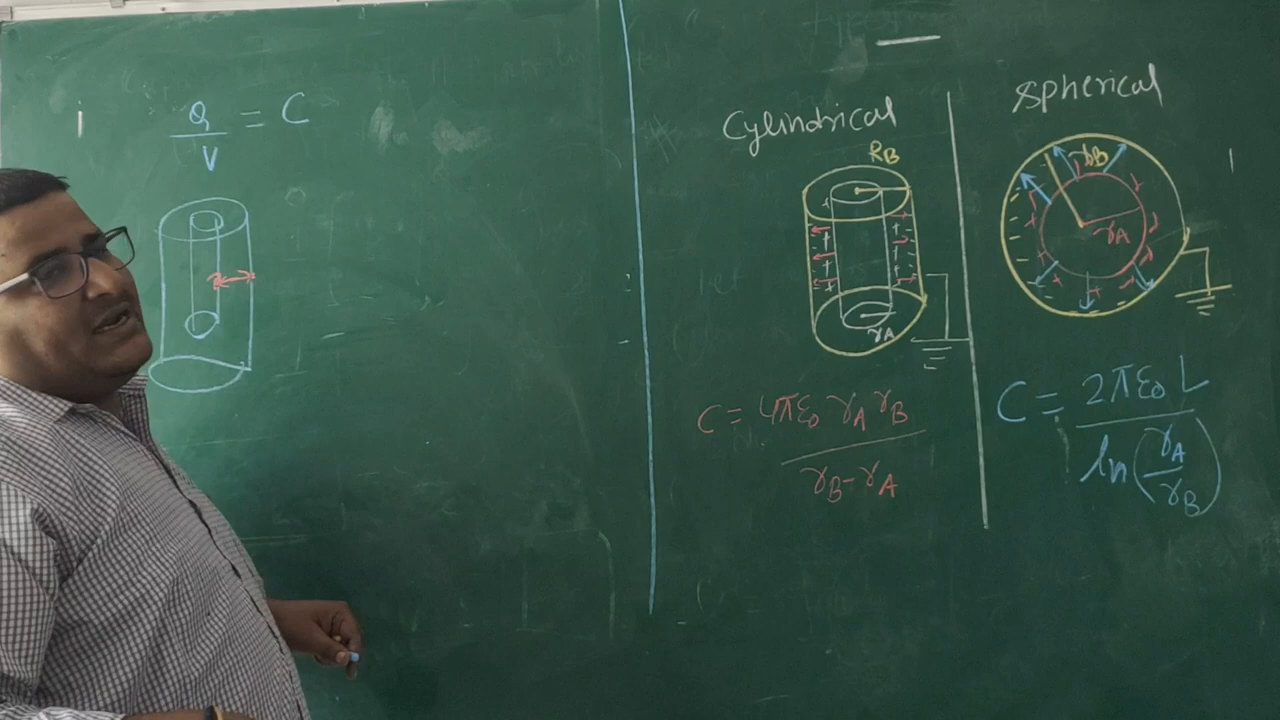 Q/V = C
Cylindrical
RB
rA
C = 4πε0 rA rB / rB - rA
Spherical
rB
rA
C = 2πε0 L / ln(rA/rB)